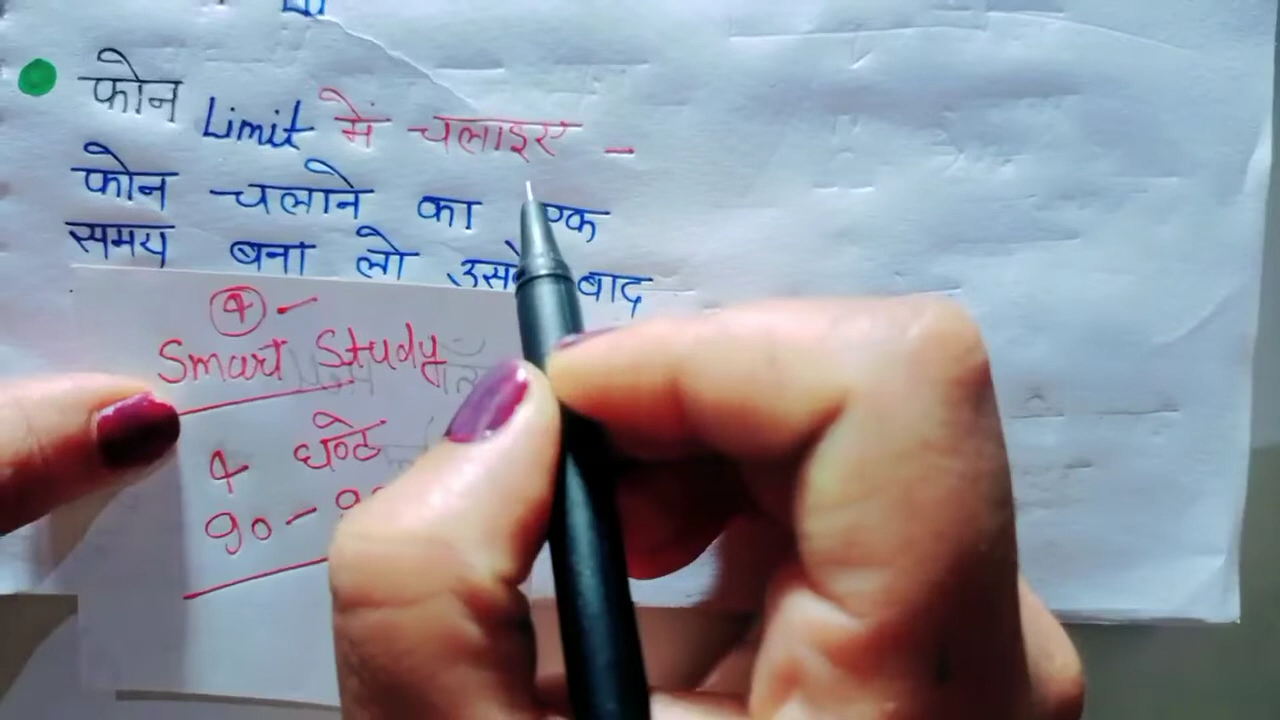 फोन Limit में चलाइए -
फोन चलाने का एक
समय बना लो उसके बाद
④ -
Smart Study
4 घण्टे
90 -